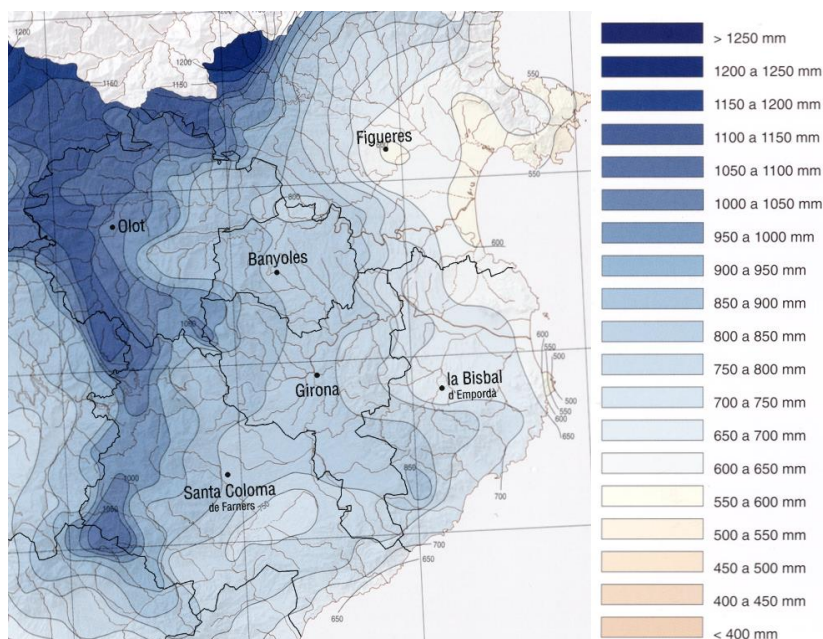 1200
1200
1150
1160
550
550
600
800
1000
600
500
550
500
550
600
650
1000
1050
850
700
700
650
650
Figueres
Olot
Banyoles
Girona
la Bisbal
d'Empordà
Santa Coloma
de Farners
> 1250 mm
1200 a 1250 mm
1150 a 1200 mm
1100 a 1150 mm
1050 a 1100 mm
1000 a 1050 mm
950 a 1000 mm
900 a 950 mm
850 a 900 mm
800 a 850 mm
750 a 800 mm
700 a 750 mm
650 a 700 mm
600 a 650 mm
550 a 600 mm
500 a 550 mm
450 a 500 mm
400 a 450 mm
< 400 mm